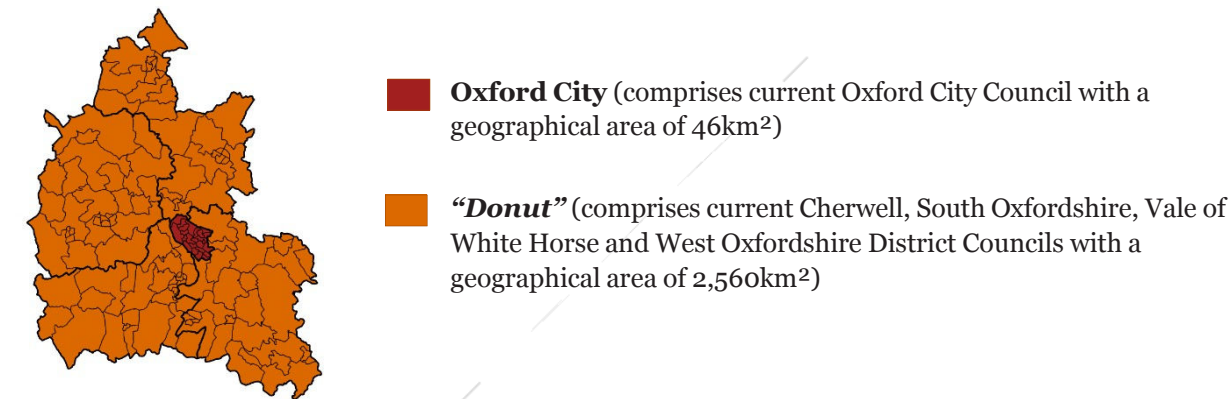 Oxford City (comprises current Oxford City Council with a
geographical area of 46km²)
“Donut” (comprises current Cherwell, South Oxfordshire, Vale of
White Horse and West Oxfordshire District Councils with a
geographical area of 2,560km²)